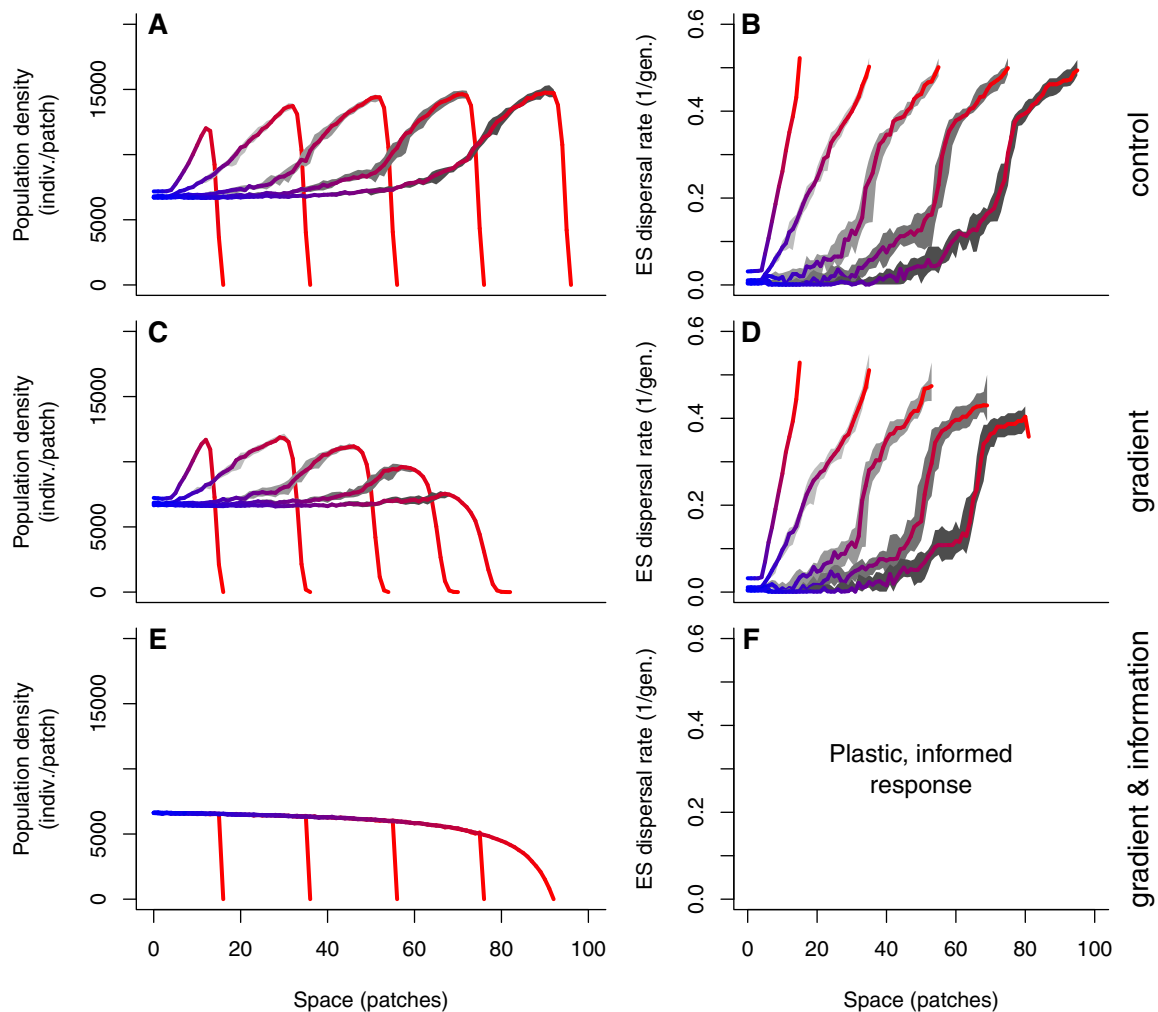 A
Population density
(indiv./patch)
0
5000
15000
B
ES dispersal rate (1/gen.)
0.0
0.2
0.4
0.6
control
C
Population density
(indiv./patch)
0
5000
15000
D
ES dispersal rate (1/gen.)
0.0
0.2
0.4
0.6
gradient
E
Population density
(indiv./patch)
0
5000
15000
0 20 40 60 80 100
Space (patches)
F
ES dispersal rate (1/gen.)
0.0
0.2
0.4
0.6
Plastic, informed
response
0 20 40 60 80 100
Space (patches)
gradient & information